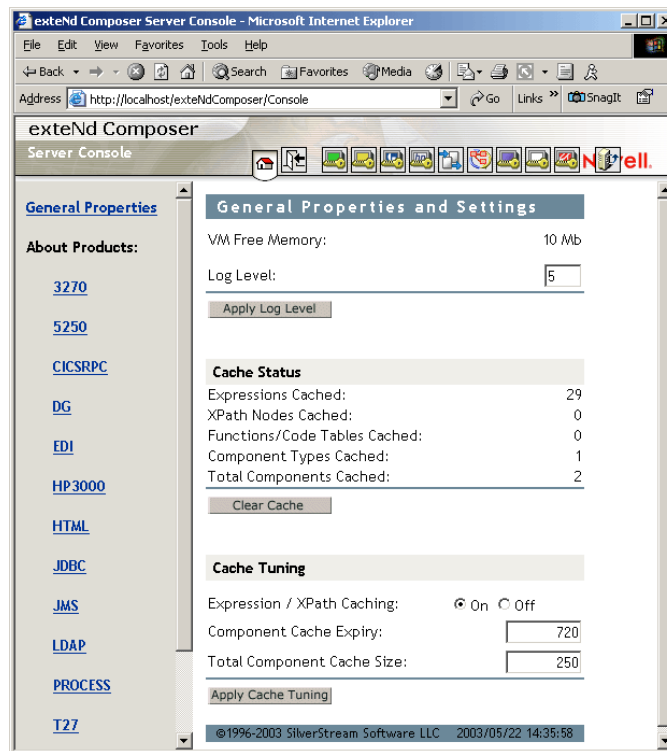 exteNd Composer Server Console - Microsoft Internet Explorer
File Edit View Favorites Tools Help
Back Search Favorites Media
Address http://localhost/exteNdComposer/Console Go Links » SnagIt
exteNd Composer
Server Console
Novell.
General Properties
About Products:
3270
5250
CICSRPC
DG
EDI
HP3000
HTML
JDBC
JMS
LDAP
PROCESS
T27
General Properties and Settings
VM Free Memory: 10 Mb
Log Level: 5
Apply Log Level
Cache Status
Expressions Cached: 29
XPath Nodes Cached: 0
Functions/Code Tables Cached: 0
Component Types Cached: 1
Total Components Cached: 2
Clear Cache
Cache Tuning
Expression / XPath Caching: On Off
Component Cache Expiry: 720
Total Component Cache Size: 250
Apply Cache Tuning
©1996-2003 SilverStream Software LLC 2003/05/22 14:35:58